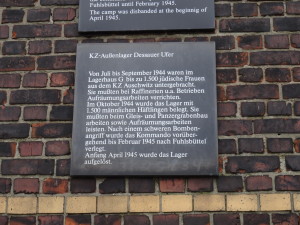 Fuhlsbüttel until February 1945.
The camp was disbanded at the beginnig of
April 1945.
KZ-Außenlager Dessauer Ufer
Von Juli bis September 1944 waren im
Lagerhaus G bis zu 1.500 jüdische Frauen
aus dem KZ Auschwitz untergebracht.
Sie mußten bei Raffinerien u.a. Betrieben
Aufräumungsarbeiten verrichten.
Im Oktober 1944 wurde das Lager mit
1.500 männlichen Häftlingen belegt. Sie
mußten beim Gleis- und Panzergrabenbau
arbeiten sowie Aufräumungsarbeiten
leisten. Nach einem schweren Bomben-
angriff wurde das Kommando vorüber-
gehend bis Februar 1945 nach Fuhlsbüttel
verlegt.
Anfang April 1945 wurde das Lager
aufgelöst.